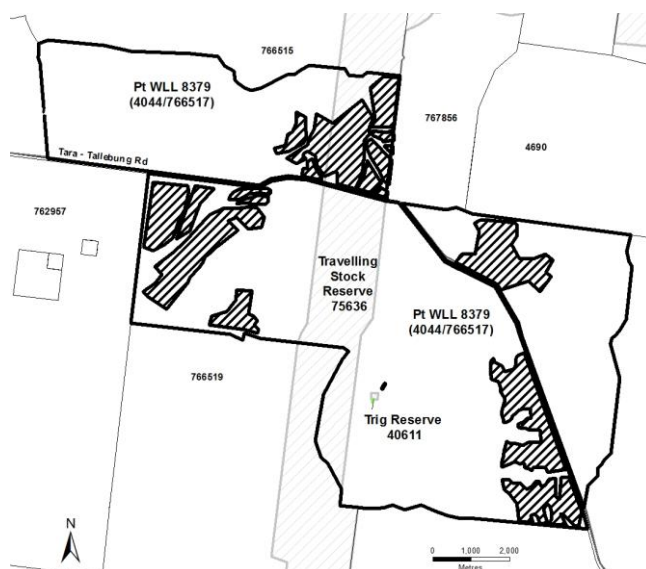 766515
Pt WLL 8379
(4044/766517)
767856
4690
Tara - Tallebung Rd
762957
Travelling
Stock
Reserve
75636
Pt WLL 8379
(4044/766517)
766519
Trig Reserve
40611
N
0 1,000 2,000
Metres